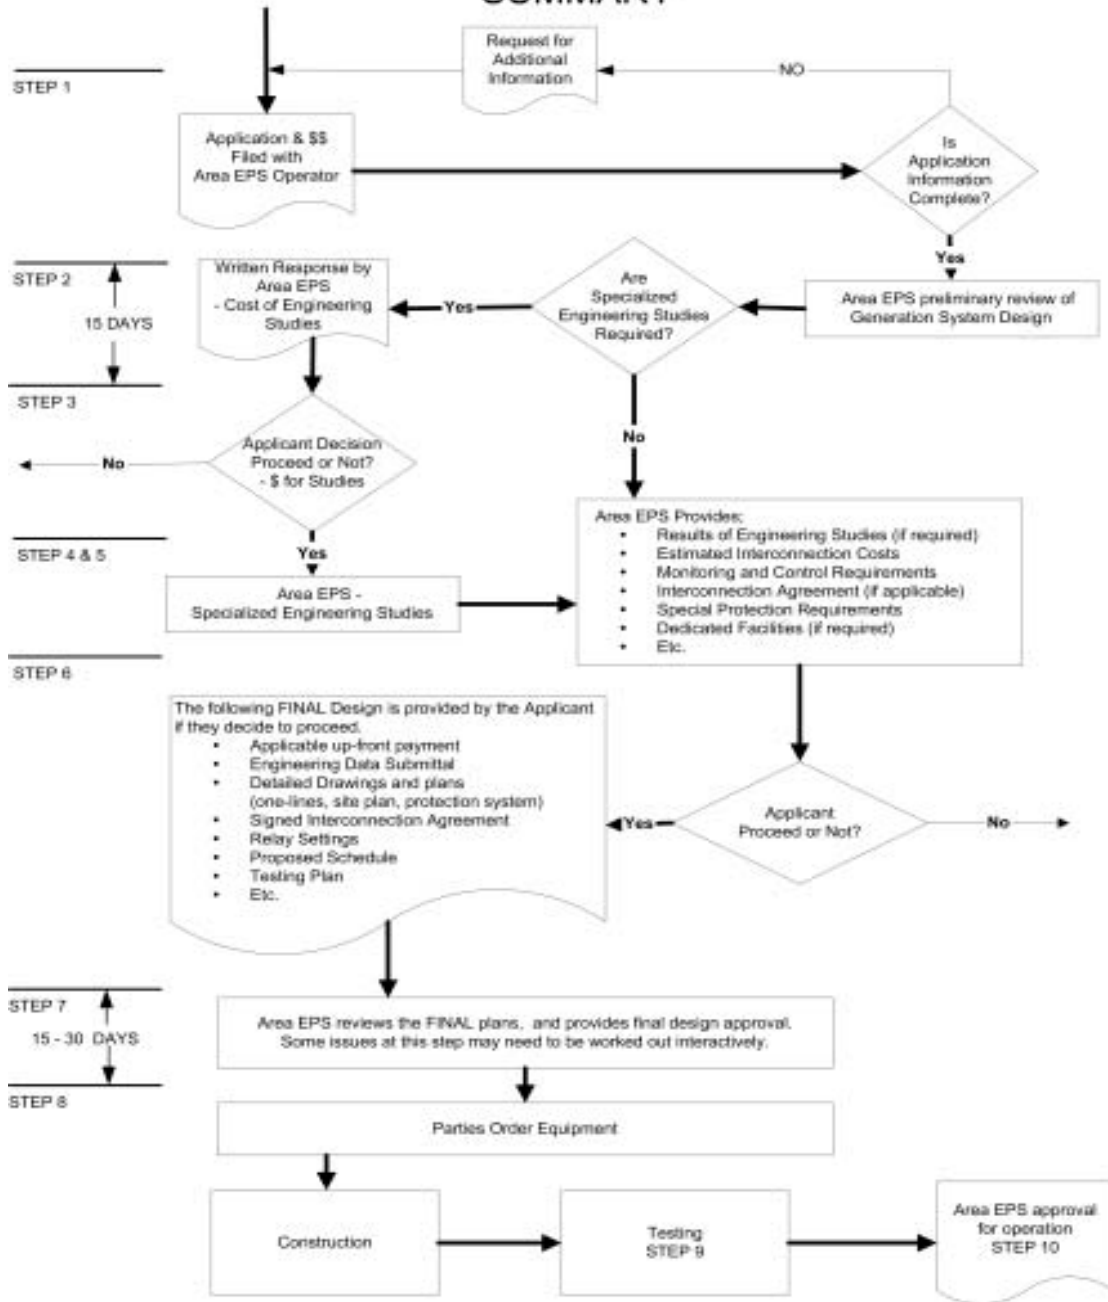 SUMMARY
Request for
Additional
Information
NO
STEP 1
Application & $$
Filed with
Area EPS Operator
Is
Application
Information
Complete?
Yes
STEP 2
15 DAYS
Written Response by
Area EPS
- Cost of Engineering
Studies
Yes
Are
Specialized
Engineering Studies
Required?
Area EPS preliminary review of
Generation System Design
STEP 3
No
Applicant Decision
Proceed or Not?
- $ for Studies
No
STEP 4 & 5
Yes
Area EPS -
Specialized Engineering Studies
Area EPS Provides;
• Results of Engineering Studies (if required)
• Estimated Interconnection Costs
• Monitoring and Control Requirements
• Interconnection Agreement (if applicable)
• Special Protection Requirements
• Dedicated Facilities (if required)
• Etc.
STEP 6
The following FINAL Design is provided by the Applicant
if they decide to proceed.
• Applicable up-front payment
• Engineering Data Submittal
• Detailed Drawings and plans
(one-lines, site plan, protection system)
• Signed Interconnection Agreement
• Relay Settings
• Proposed Schedule
• Testing Plan
• Etc.
Yes
Applicant
Proceed or Not?
No
STEP 7
15 - 30 DAYS
Area EPS reviews the FINAL plans, and provides final design approval.
Some issues at this step may need to be worked out interactively.
STEP 8
Parties Order Equipment
Construction
Testing
STEP 9
Area EPS approval
for operation
STEP 10